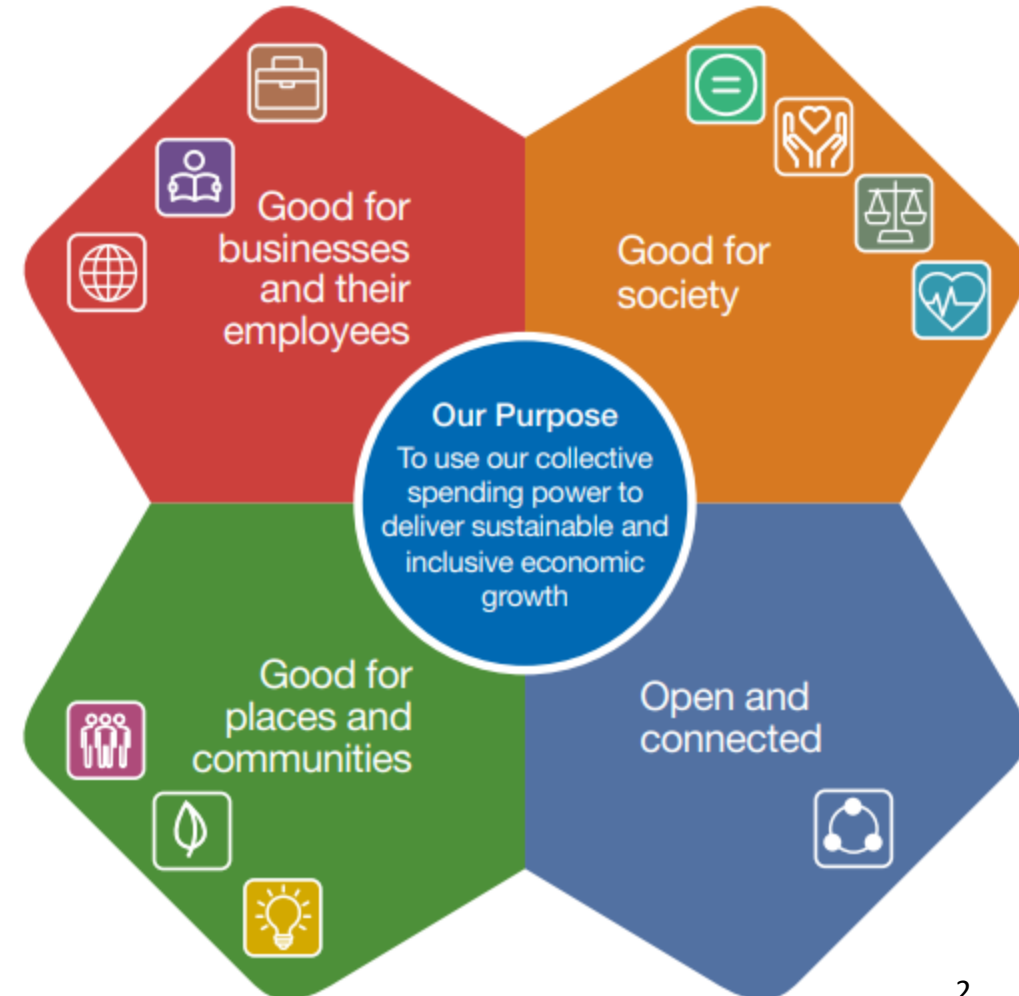 Good for
businesses
and their
employees
Good for
society
Our Purpose
To use our collective
spending power to
deliver sustainable and
inclusive economic
growth
Good for
places and
communities
Open and
connected
2